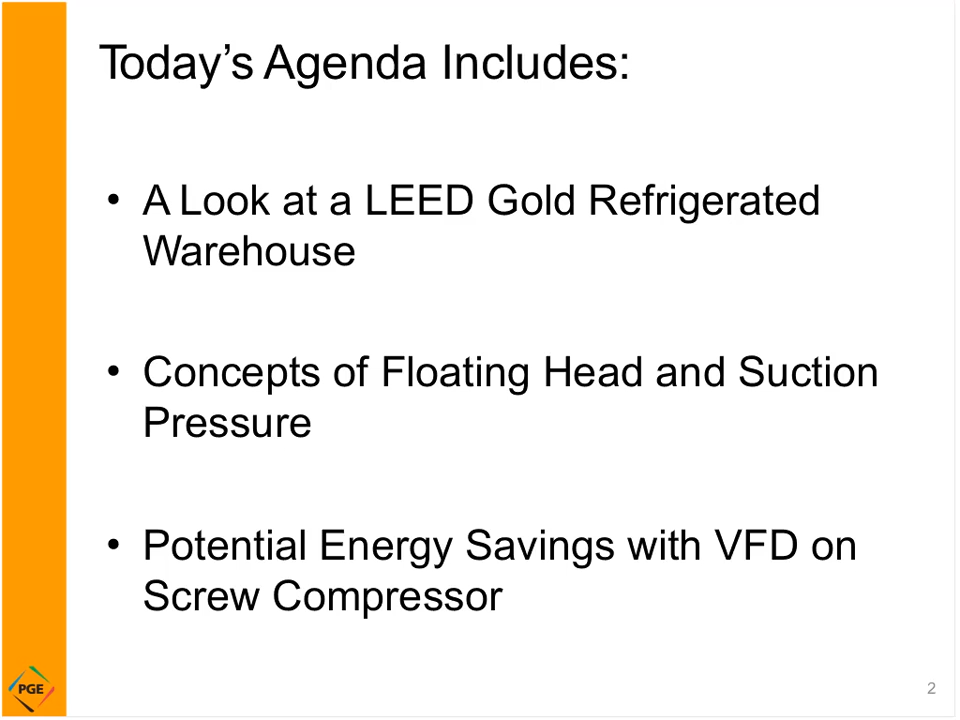 Today’s Agenda Includes:
• A Look at a LEED Gold Refrigerated
Warehouse
• Concepts of Floating Head and Suction
Pressure
• Potential Energy Savings with VFD on
Screw Compressor
PGE
2